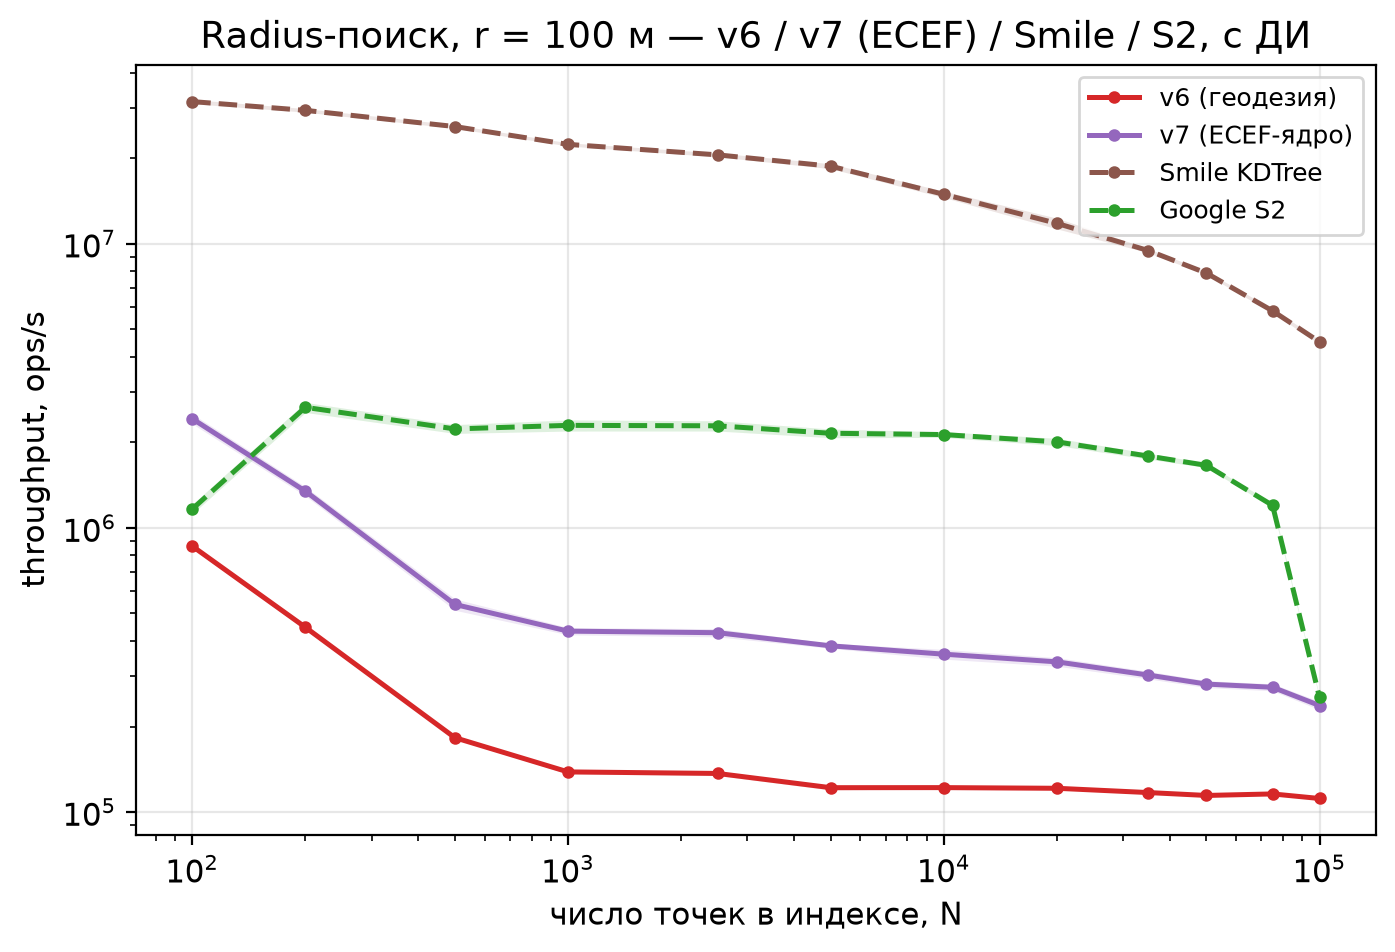 Radius-поиск, r = 100 м — v6 / v7 (ECEF) / Smile / S2, с ДИ
v6 (геодезия)
v7 (ECEF-ядро)
Smile KDTree
Google S2
throughput, ops/s
10⁷
10⁶
10⁵
10² 10³ 10⁴ 10⁵
число точек в индексе, N